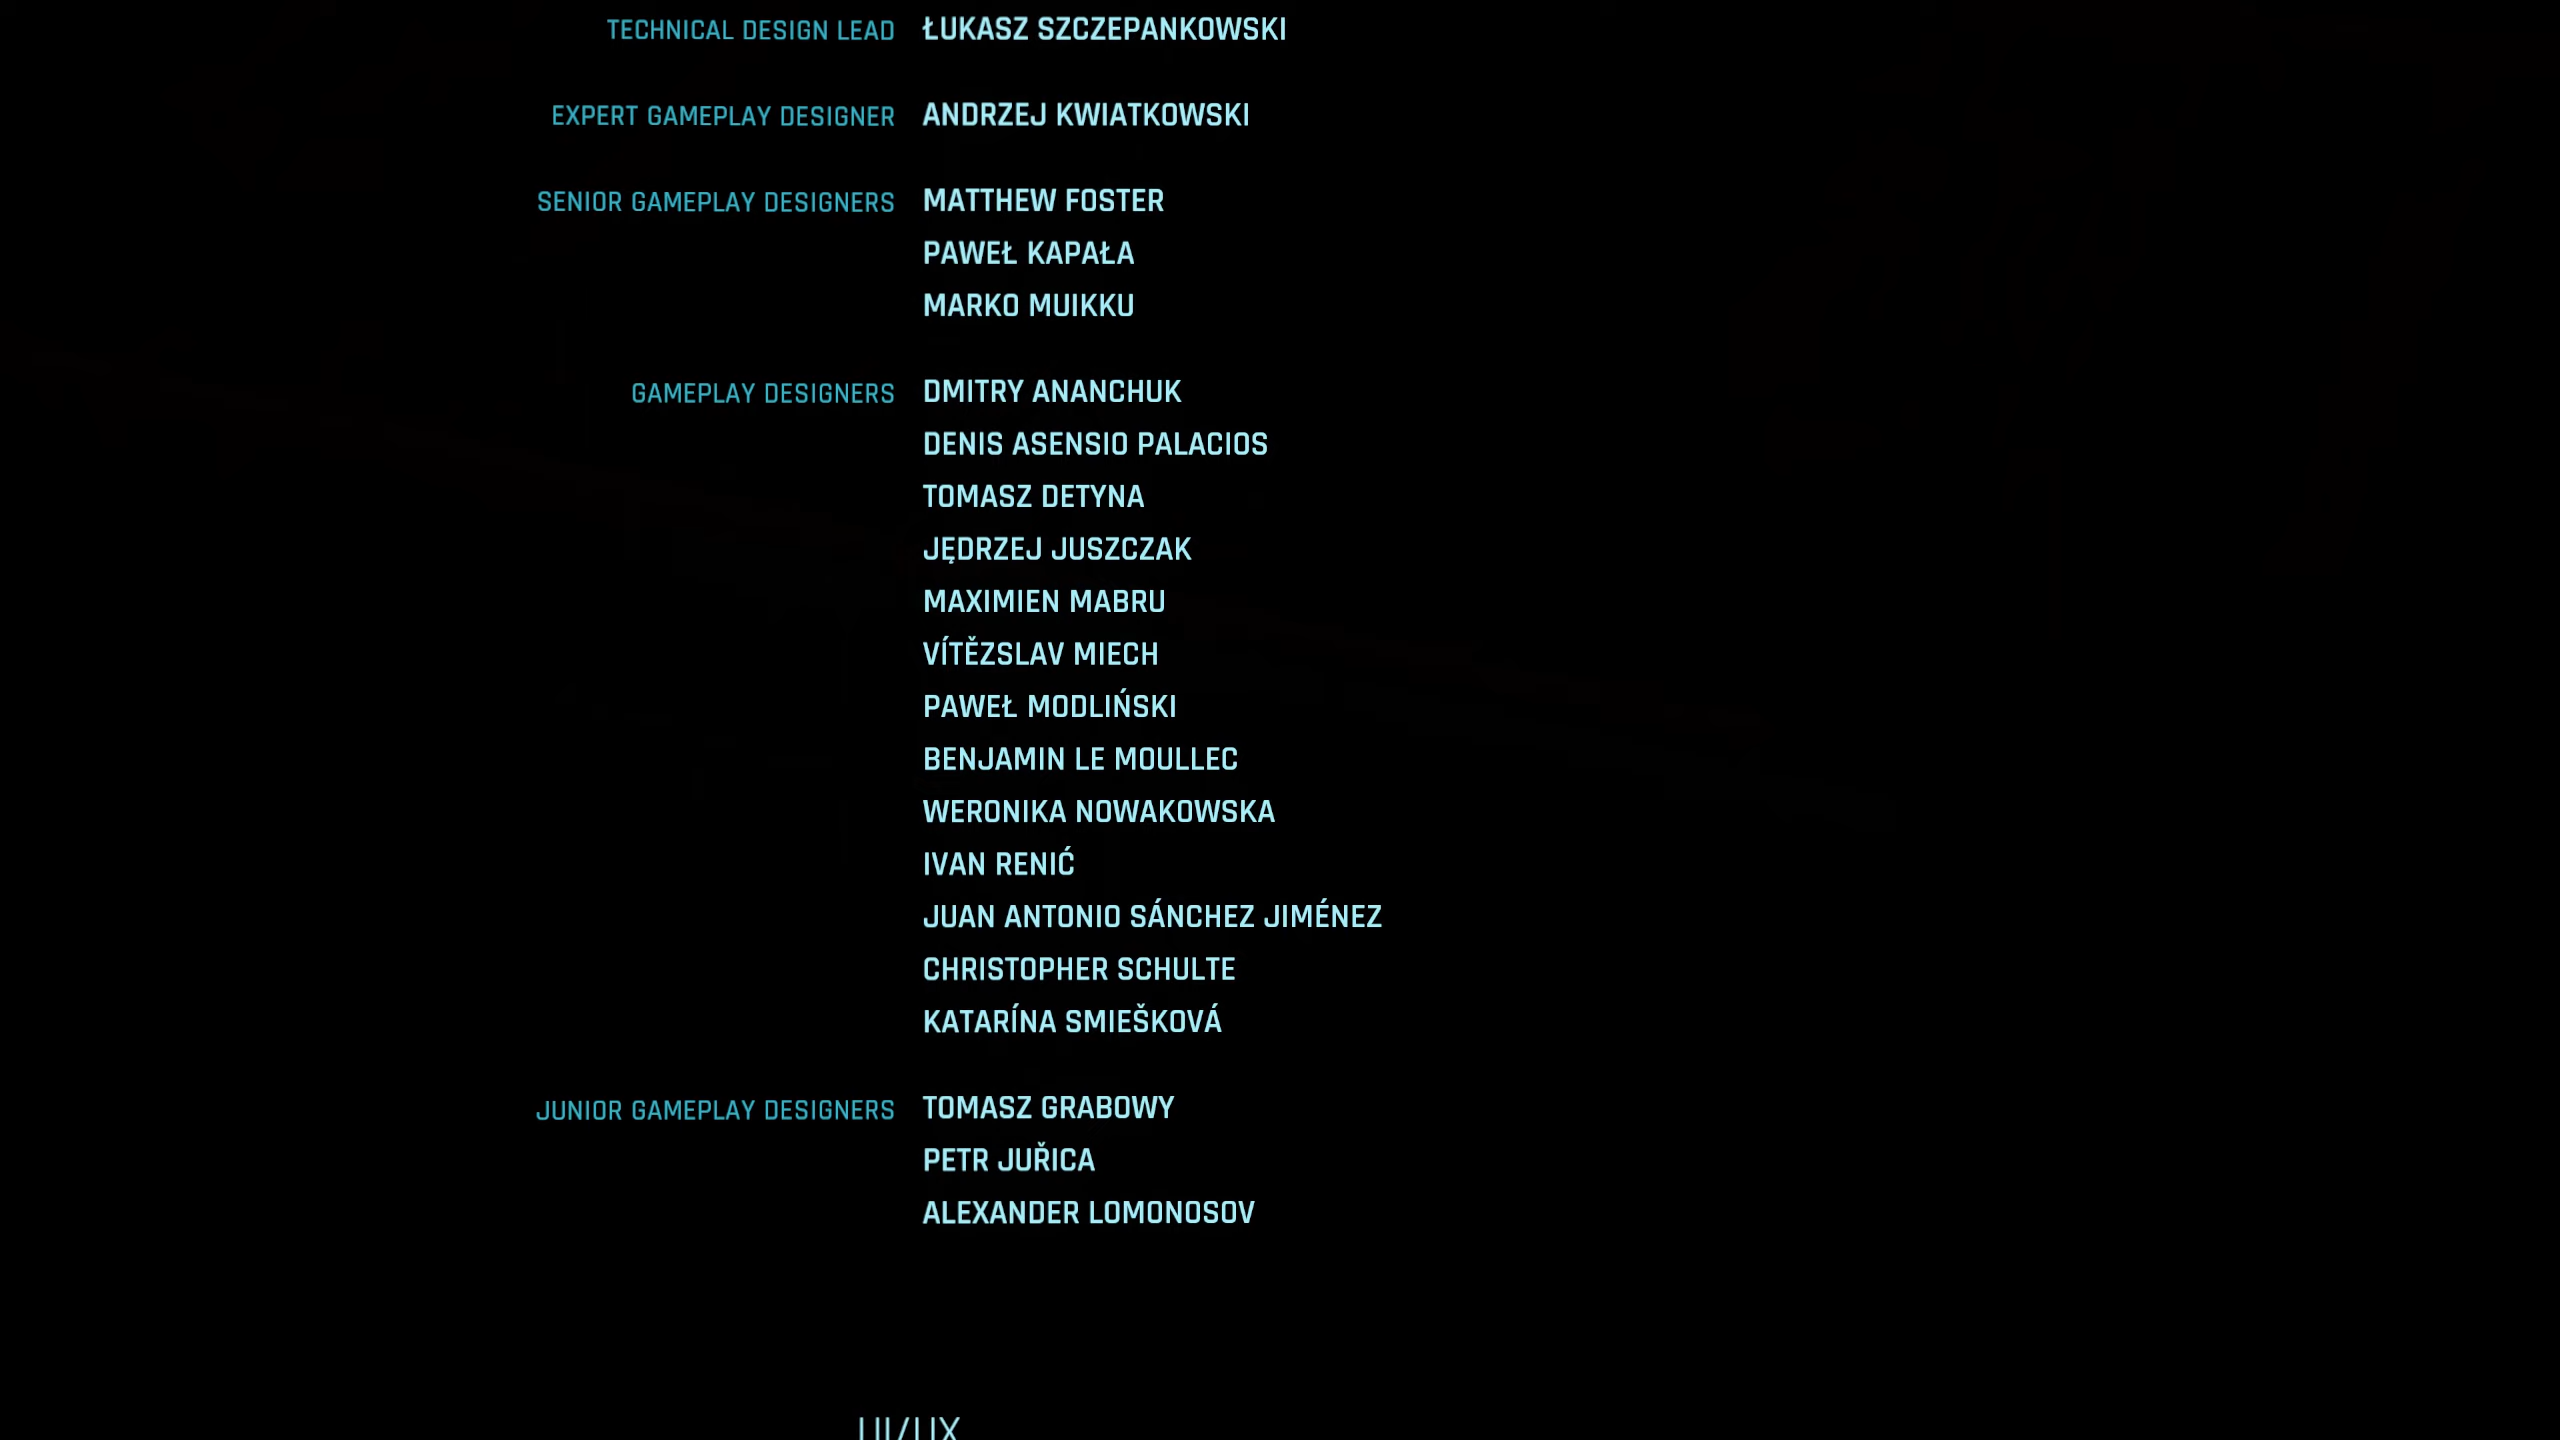 TECHNICAL DESIGN LEAD ŁUKASZ SZCZEPANKOWSKI
EXPERT GAMEPLAY DESIGNER ANDRZEJ KWIATKOWSKI
SENIOR GAMEPLAY DESIGNERS MATTHEW FOSTER
PAWEŁ KAPAŁA
MARKO MUIKKU
GAMEPLAY DESIGNERS DMITRY ANANCHUK
DENIS ASENSIO PALACIOS
TOMASZ DETYNA
JĘDRZEJ JUSZCZAK
MAXIMIEN MABRU
VÍTĚZSLAV MIECH
PAWEŁ MODLIŃSKI
BENJAMIN LE MOULLEC
WERONIKA NOWAKOWSKA
IVAN RENIĆ
JUAN ANTONIO SÁNCHEZ JIMÉNEZ
CHRISTOPHER SCHULTE
KATARÍNA SMIEŠKOVÁ
JUNIOR GAMEPLAY DESIGNERS TOMASZ GRABOWY
PETR JUŘICA
ALEXANDER LOMONOSOV
UI/UX